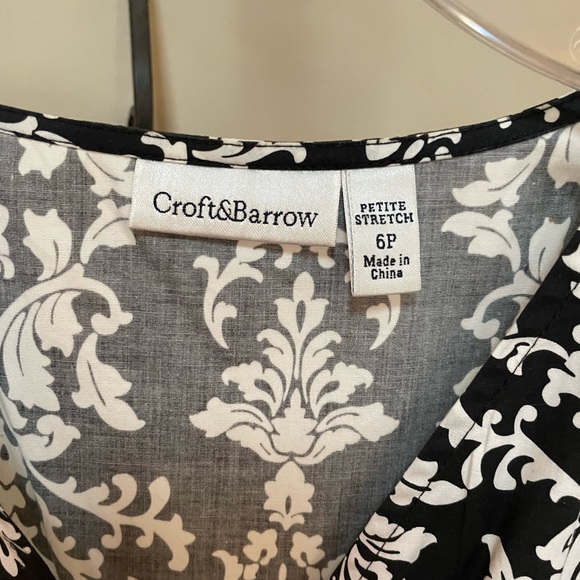 Croft&Barrow
PETITE
STRETCH
6P
Made in
China